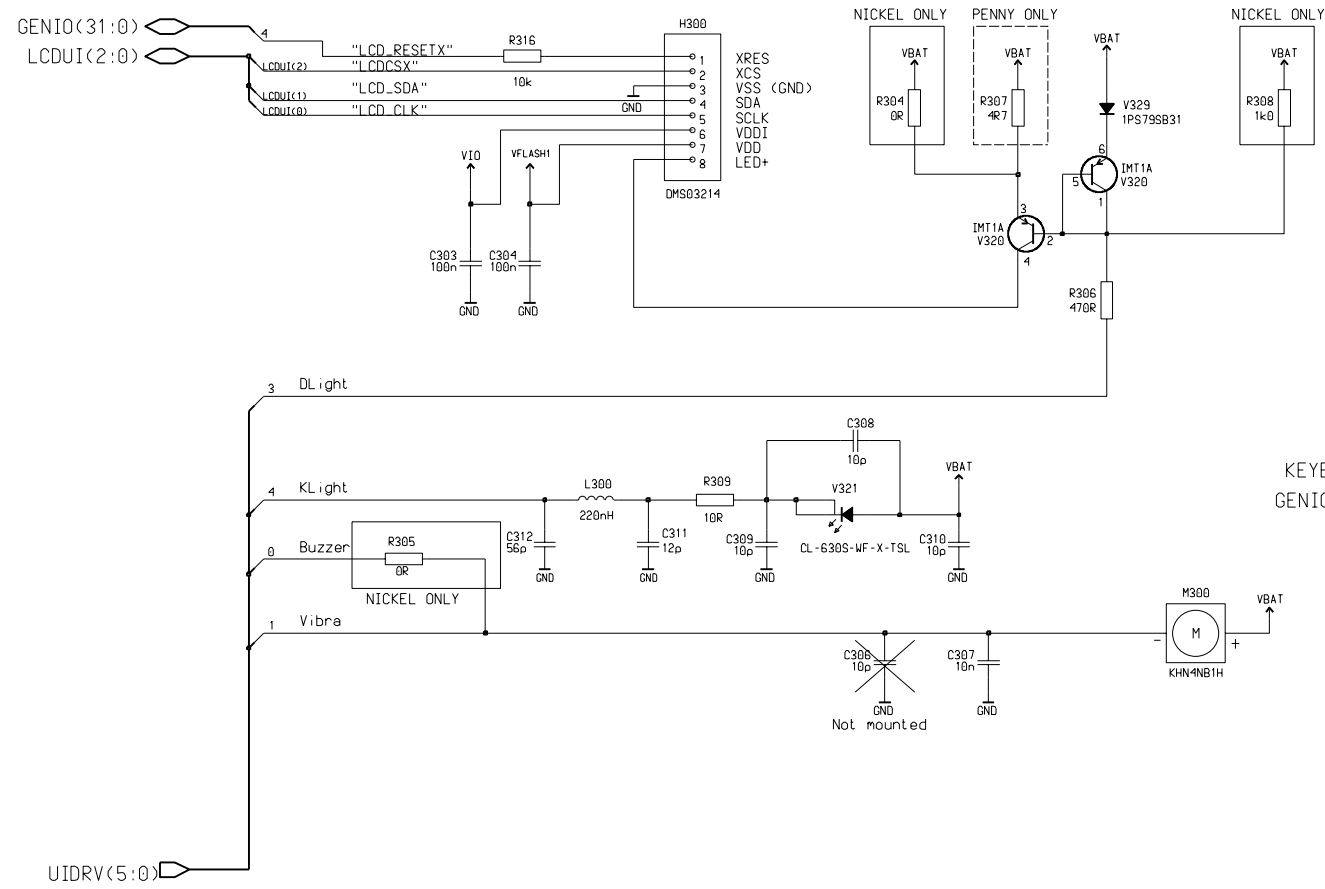 GENIO(31:0)
LCDUI(2:0)
4
"LCD_RESETX"
LCDUI(2)
"LCDCSX"
LCDUI(1)
"LCD_SDA"
LCDUI(0)
"LCD_CLK"
R316
10k
GND
H300
1 XRES
2 XCS
3 VSS (GND)
4 SDA
5 SCLK
6 VDDI
7 VDD
8 LED+
DMS03214
VIO
VFLASH1
C303
100n
C304
100n
GND
GND
NICKEL ONLY
VBAT
R304
0R
PENNY ONLY
VBAT
R307
4R7
VBAT
V329
1PS79SB31
NICKEL ONLY
VBAT
R308
1k0
6
5
1
IMT1A
V320
3
IMT1A
V320
2
4
R306
470R
3
DLight
4
KLight
L300
220nH
C312
56p
GND
C311
12p
GND
R309
10R
C308
10p
V321
CL-630S-WF-X-TSL
C309
10p
GND
VBAT
C310
10p
GND
KEYB
GENIO
0
Buzzer
R305
0R
NICKEL ONLY
1
Vibra
C306
10p
GND
Not mounted
C307
10n
GND
M300
M
-
+
VBAT
KHN4NB1H
UIDRV(5:0)